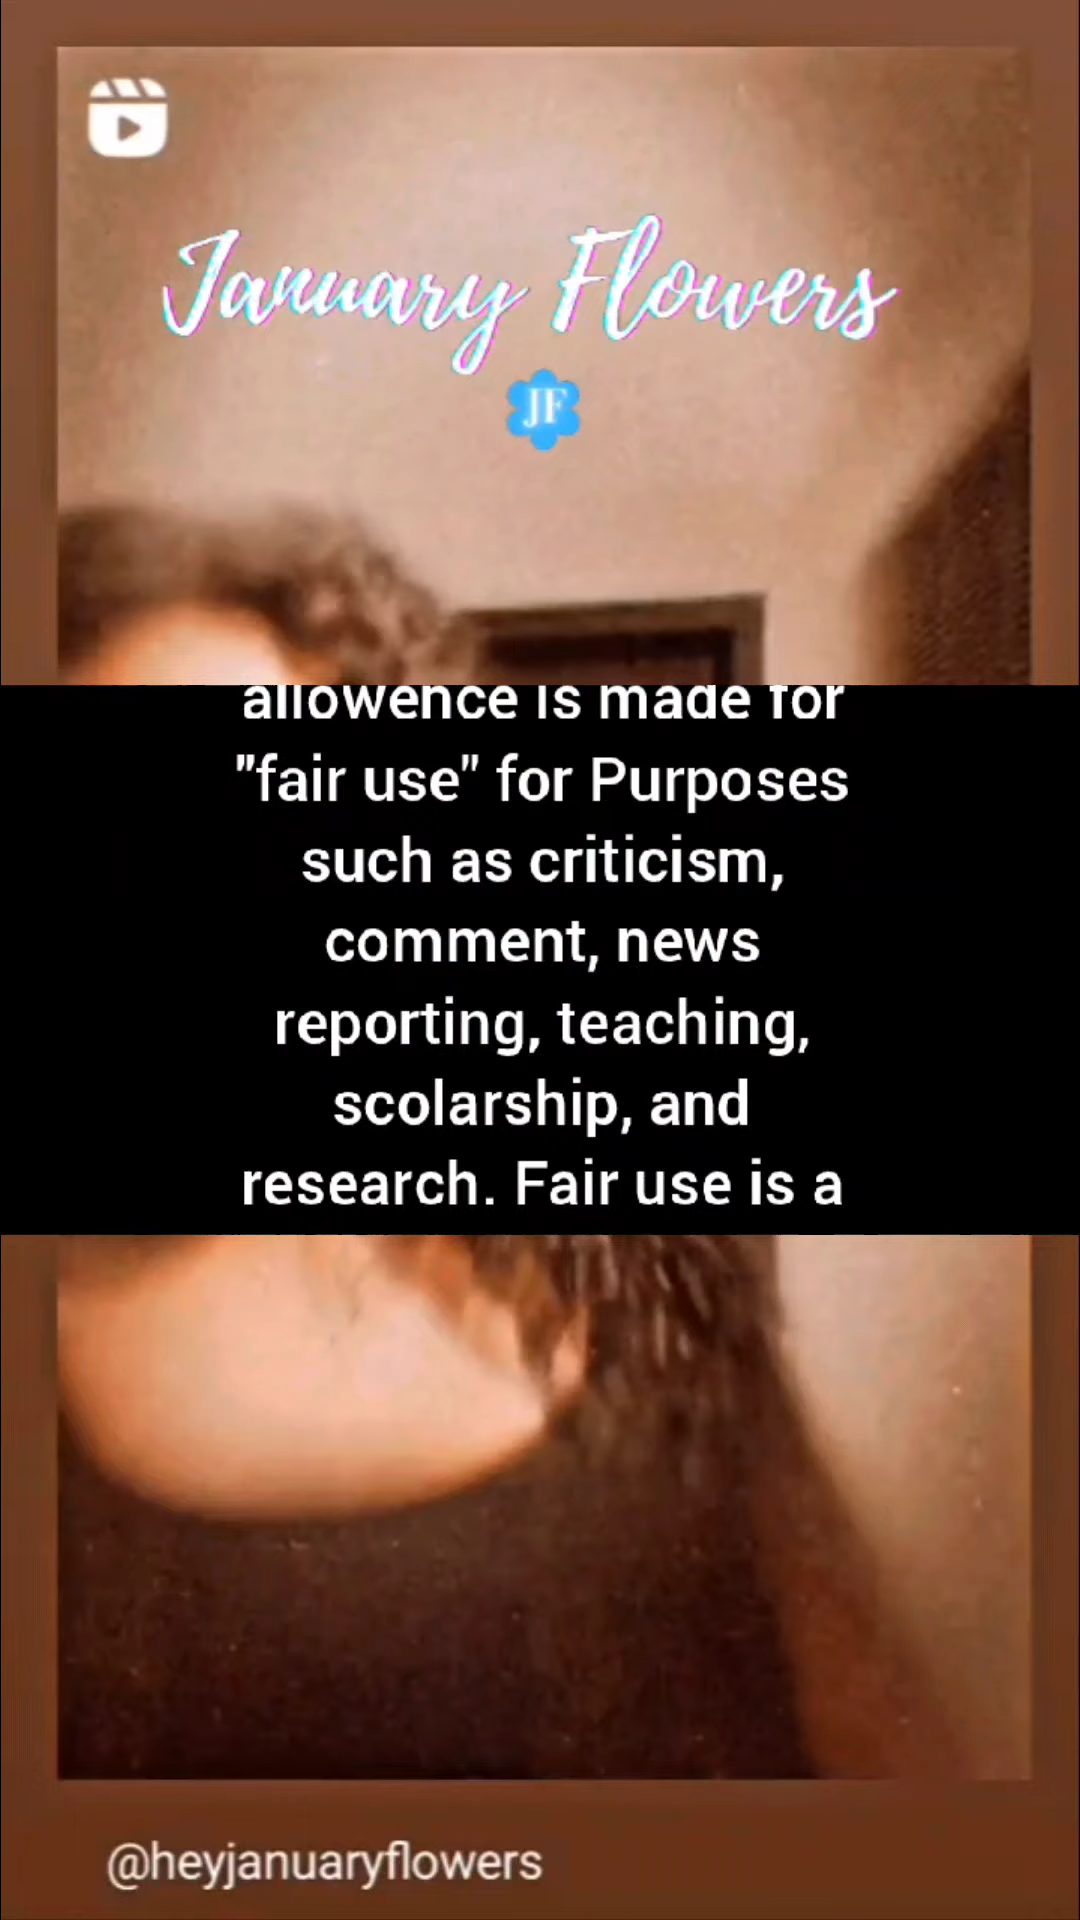 January Flowers
JF
allowence is made for
"fair use" for Purposes
such as criticism,
comment, news
reporting, teaching,
scolarship, and
research. Fair use is a
@heyjanuaryflowers